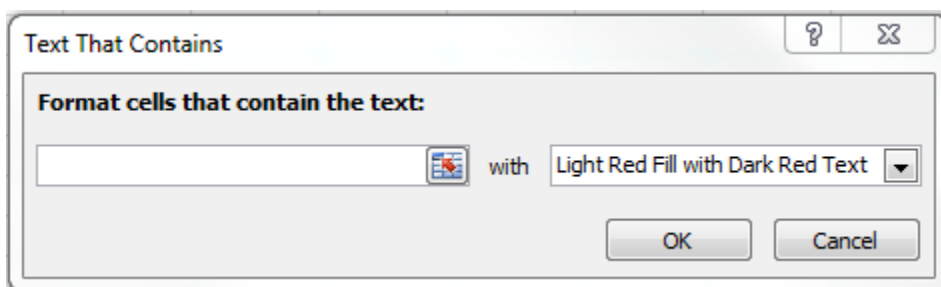 Text That Contains
Format cells that contain the text:
with Light Red Fill with Dark Red Text
OK Cancel